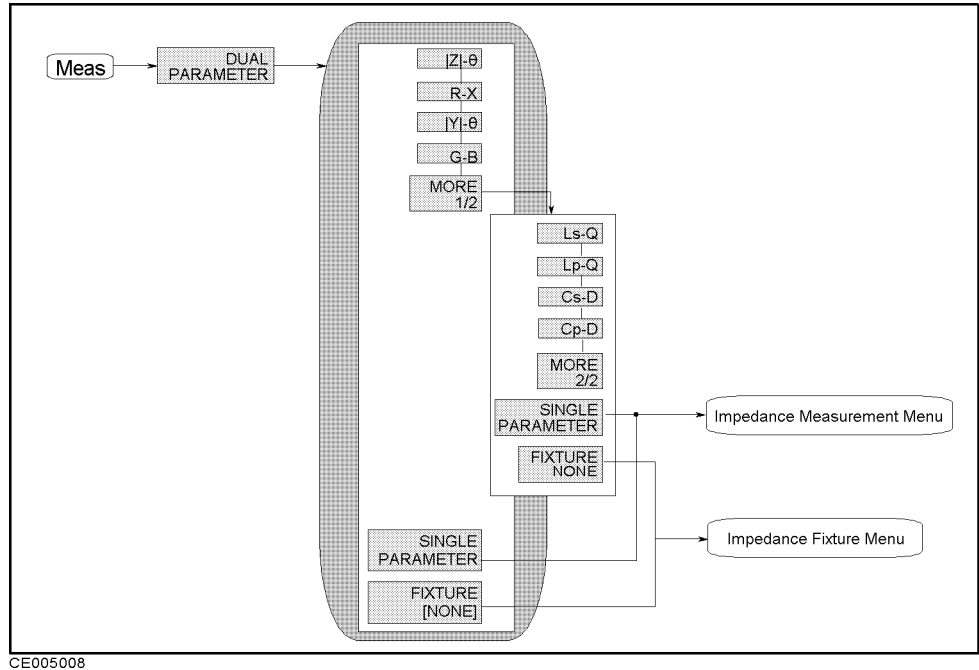 Meas
DUAL
PARAMETER
|Z|-θ
R-X
|Y|-θ
G-B
MORE
1/2
Ls-Q
Lp-Q
Cs-D
Cp-D
MORE
2/2
SINGLE
PARAMETER
Impedance Measurement Menu
FIXTURE
NONE
SINGLE
PARAMETER
Impedance Fixture Menu
FIXTURE
[NONE]
CE005008